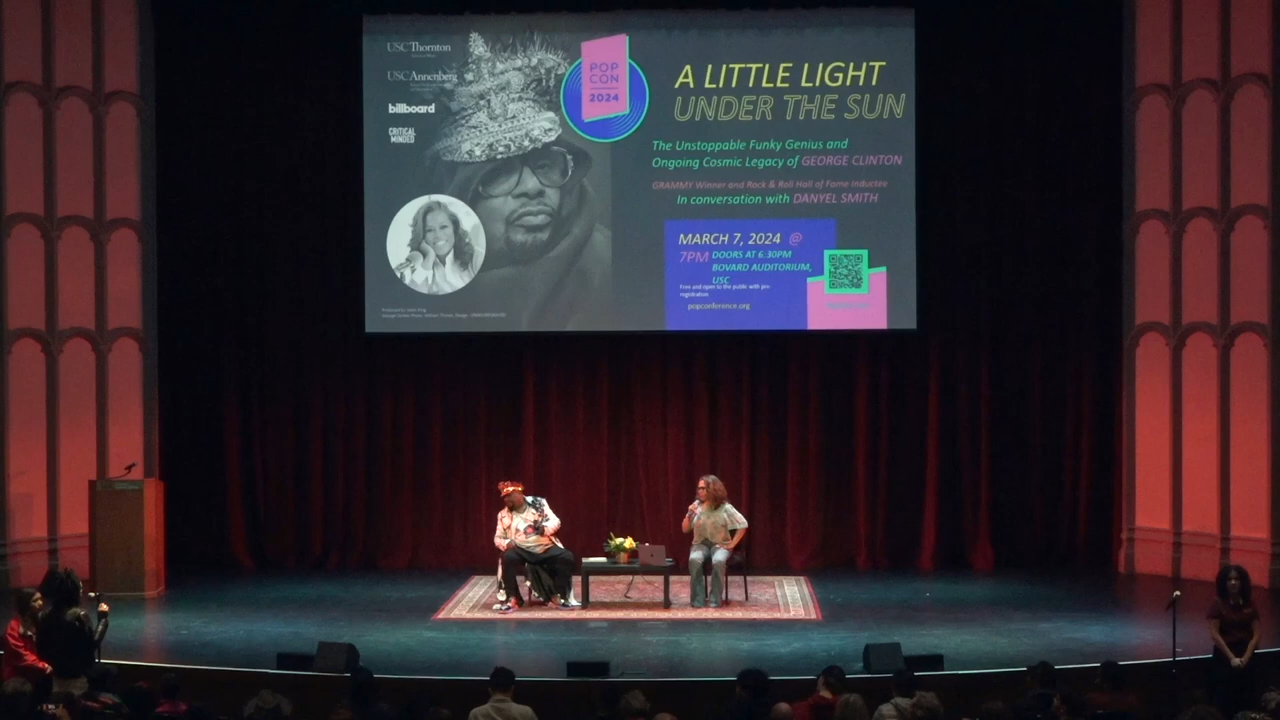 USC Thornton
USC Annenberg
billboard
CRITICAL
MINDED
POP
CON
2024
A LITTLE LIGHT
UNDER THE SUN
The Unstoppable Funky Genius and
Ongoing Cosmic Legacy of GEORGE CLINTON
GRAMMY Winner and Rock & Roll Hall of Fame Inductee
In conversation with DANYEL SMITH
MARCH 7, 2024 @
7PM DOORS AT 6:30PM
BOVARD AUDITORIUM,
USC
Free and open to the public with pre-
registration
popconference.org